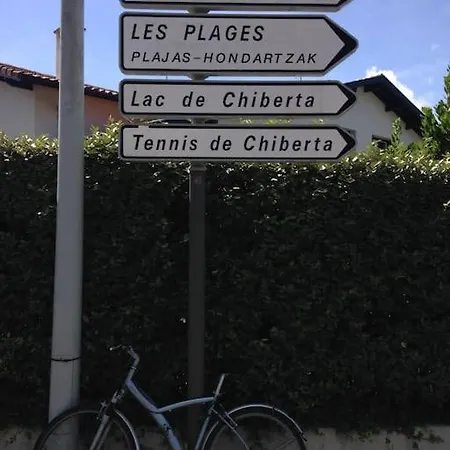 LES PLAGES
PLAJAS-HONDARTZAK
Lac de Chiberta
Tennis de Chiberta